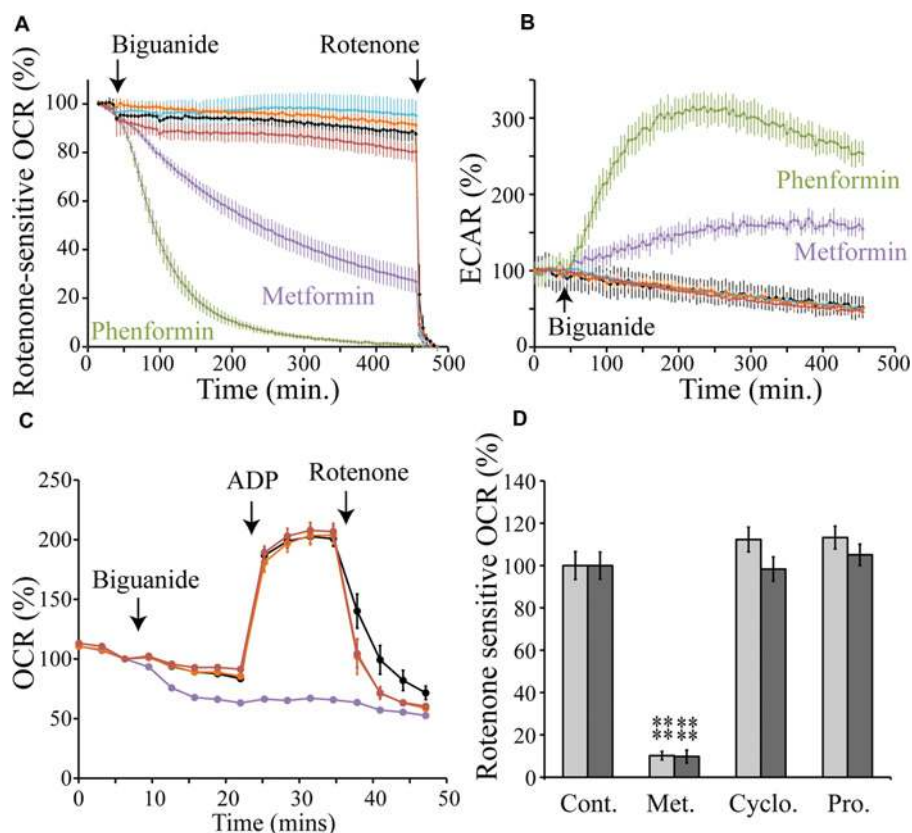 A
Biguanide
Rotenone
Rotenone-sensitive OCR (%)
100
80
60
40
20
0
Metformin
Phenformin
0 100 200 300 400 500
Time (min.)
B
ECAR (%)
300
200
100
0
Phenformin
Metformin
Biguanide
0 100 200 300 400 500
Time (min.)
C
OCR (%)
250
200
150
100
50
0
Biguanide
ADP
Rotenone
0 10 20 30 40 50
Time (mins)
D
Rotenone sensitive OCR (%)
140
120
100
80
60
40
20
0
** **
** **
Cont. Met. Cyclo. Pro.